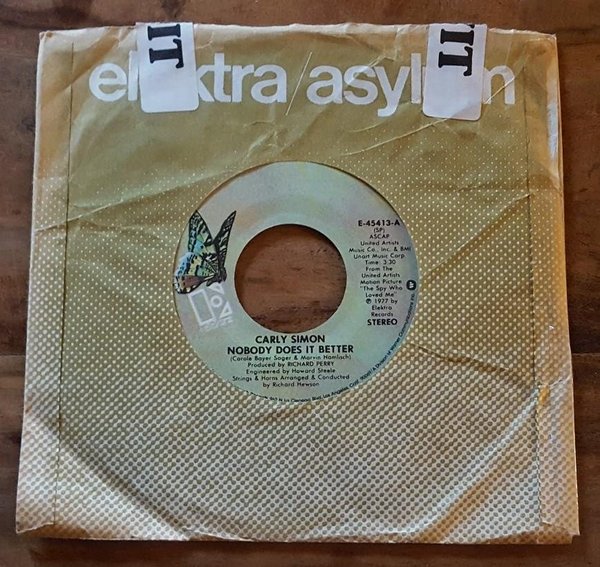 IT IT
elektra/asylum
E-45413-A
(SP)
ASCAP
United Artists
Music Co., Inc. & BMI
Unart Music Corp.
Time: 3:30
From The
United Artists
Motion Picture
"The Spy Who
Loved Me"
℗ 1977 by
Elektra
Records
STEREO
CARLY SIMON
NOBODY DOES IT BETTER
(Carole Bayer Sager & Marvin Hamlisch)
Produced by RICHARD PERRY
Engineered by Howard Steele
Strings & Horns Arranged & Conducted
by Richard Hewson